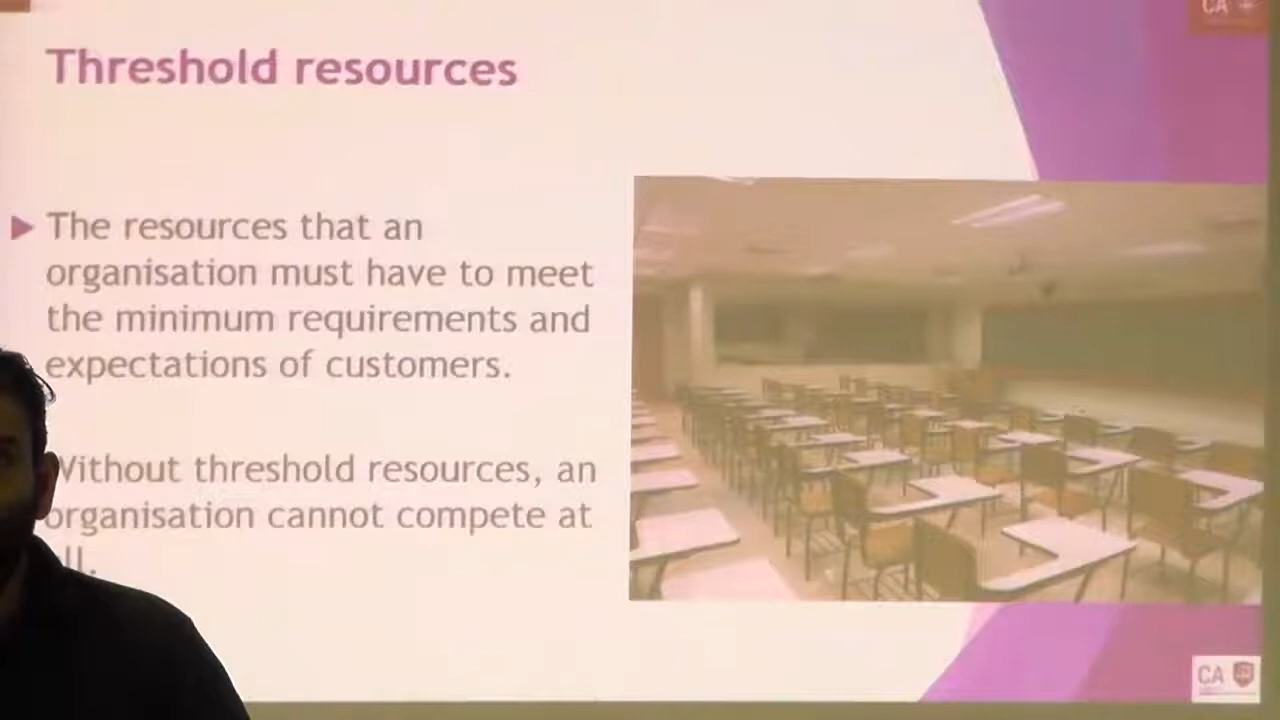 CA
Threshold resources
The resources that an
organisation must have to meet
the minimum requirements and
expectations of customers.
Without threshold resources, an
organisation cannot compete at
all.
CA